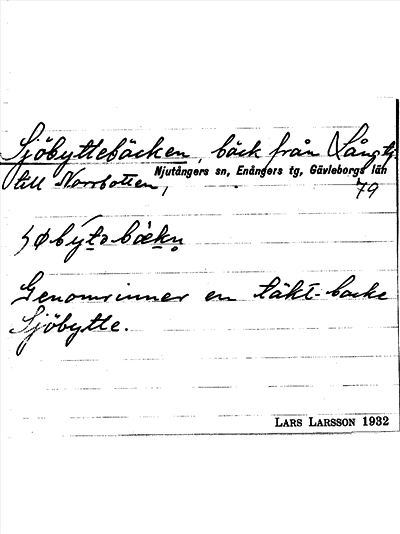 Sjöbyttebäcken, bäck från Långtj.
till Norrbotten, Njutångers sn, Enångers tg, Gävleborgs län
79
Genomrinner en täkt-backe
Sjöbytte.
LARS LARSSON 1932